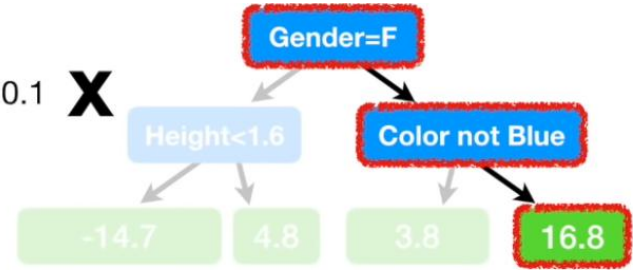 Gender=F
0.1 X
Height<1.6
Color not Blue
-14.7
4.8
3.8
16.8